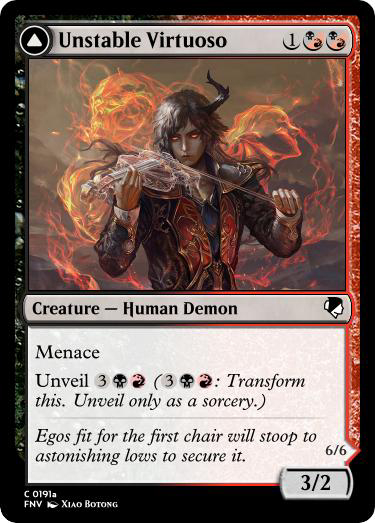 Unstable Virtuoso 1
Creature — Human Demon
Menace
Unveil 3 (3: Transform
this. Unveil only as a sorcery.)
Egos fit for the first chair will stoop to
astonishing lows to secure it.
6/6
3/2
C 0191a
FNV Xiao Botong